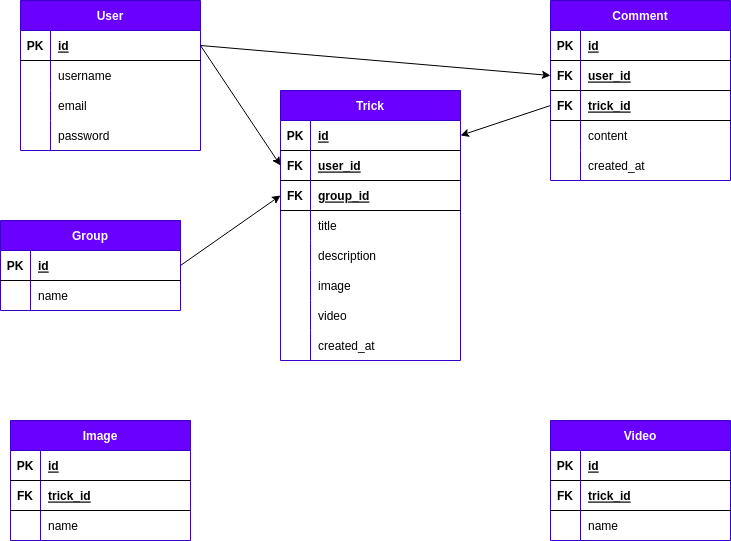 User
PK id
username
email
password
Comment
PK id
FK user_id
FK trick_id
content
created_at
Trick
PK id
FK user_id
FK group_id
title
description
image
video
created_at
Group
PK id
name
Image
PK id
FK trick_id
name
Video
PK id
FK trick_id
name